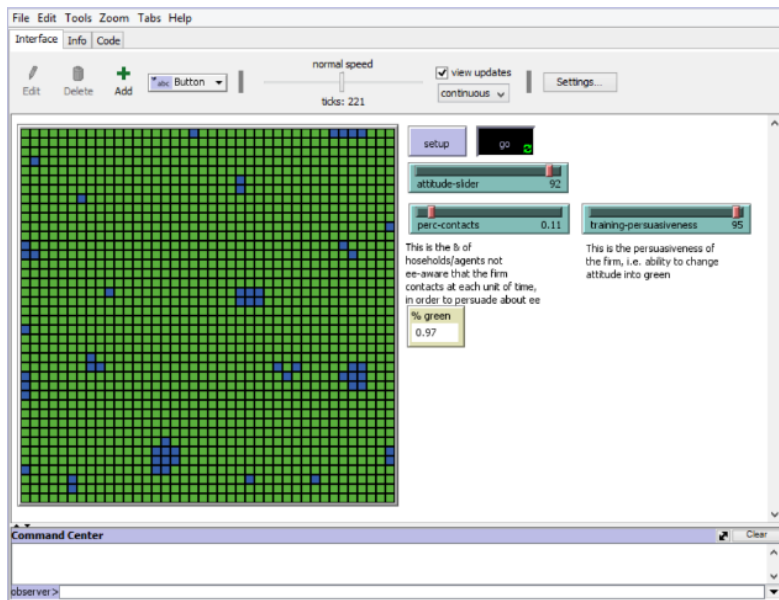 File Edit Tools Zoom Tabs Help
Interface Info Code
normal speed
Edit Delete Add abc Button
ticks: 221
view updates
continuous
Settings...
setup go
attitude-slider 92
perc-contacts 0.11
training-persuasiveness 95
This is the & of
hoseholds/agents not
ee-aware that the firm
contacts at each unit of time,
in order to persuade about ee
This is the persuasiveness of
the firm, i.e. ability to change
attitude into green
% green
0.97
Command Center Clear
observer>